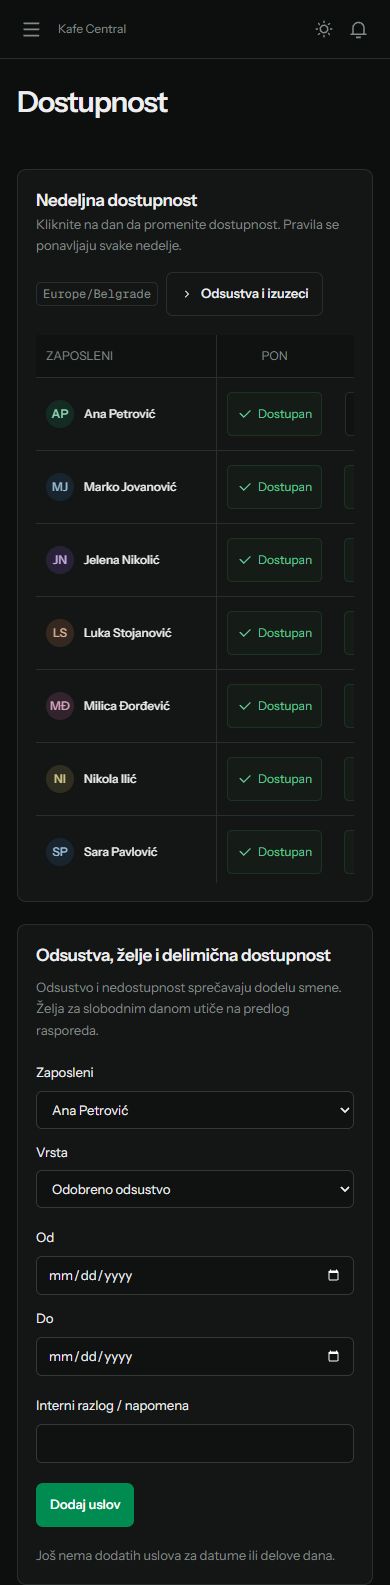 Kafe Central
Dostupnost
Nedeljna dostupnost
Kliknite na dan da promenite dostupnost. Pravila se
ponavljaju svake nedelje.
Europe/Belgrade
Odsustva i izuzeci
ZAPOSLENI PON
AP Ana Petrović Dostupan
MJ Marko Jovanović Dostupan
JN Jelena Nikolić Dostupan
LS Luka Stojanović Dostupan
MĐ Milica Đorđević Dostupan
NI Nikola Ilić Dostupan
SP Sara Pavlović Dostupan
Odsustva, želje i delimična dostupnost
Odsustvo i nedostupnost sprečavaju dodelu smene.
Želja za slobodnim danom utiče na predlog
rasporeda.
Zaposleni
Ana Petrović
Vrsta
Odobreno odsustvo
Od
mm/dd/yyyy
Do
mm/dd/yyyy
Interni razlog / napomena
Dodaj uslov
Još nema dodatih uslova za datume ili delove dana.